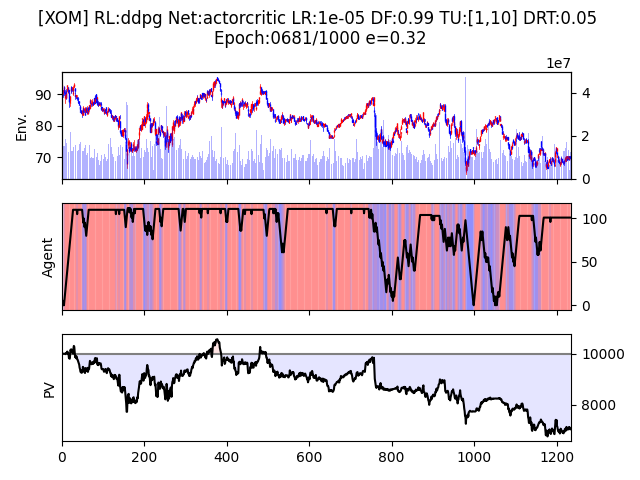 [XOM] RL:ddpg Net:actorcritic LR:1e-05 DF:0.99 TU:[1,10] DRT:0.05
Epoch:0681/1000 e=0.32
1e7
Env.
90
80
70
4
2
0
Agent
100
50
0
PV
10000
8000
0 200 400 600 800 1000 1200